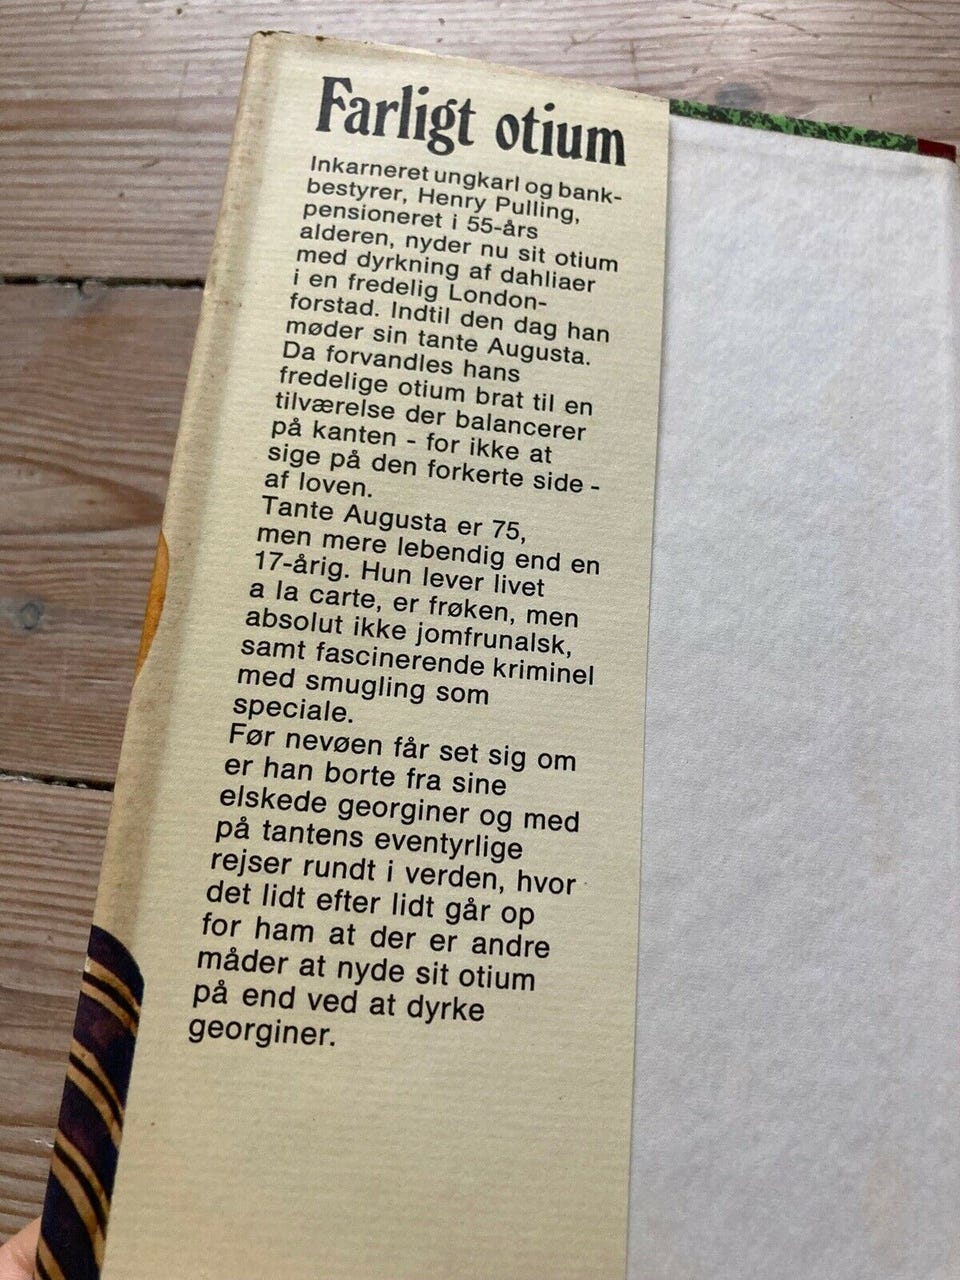 Farligt otium
Inkarneret ungkarl og bank-
bestyrer, Henry Pulling,
pensioneret i 55-års
alderen, nyder nu sit otium
med dyrkning af dahliaer
i en fredelig London-
forstad. Indtil den dag han
møder sin tante Augusta.
Da forvandles hans
fredelige otium brat til en
tilværelse der balancerer
på kanten - for ikke at
sige på den forkerte side -
af loven.
Tante Augusta er 75,
men mere lebendig end en
17-årig. Hun lever livet
a la carte, er frøken, men
absolut ikke jomfrunalsk,
samt fascinerende kriminel
med smugling som
speciale.
Før nevøen får set sig om
er han borte fra sine
elskede georginer og med
på tantens eventyrlige
rejser rundt i verden, hvor
det lidt efter lidt går op
for ham at der er andre
måder at nyde sit otium
på end ved at dyrke
georginer.